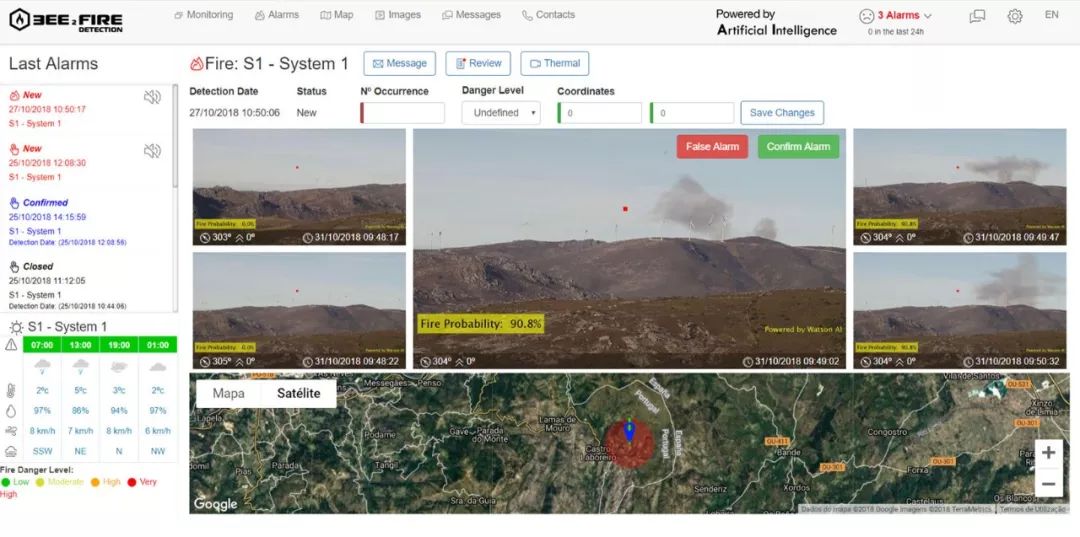 BEE2FIRE
DETECTION
Monitoring
Alarms
Map
Images
Messages
Contacts
Powered by
Artificial Intelligence
3 Alarms
0 in the last 24h
EN
Last Alarms
New
27/10/2018 10:50:17
S1 - System 1
New
25/10/2018 12:08:30
S1 - System 1
Confirmed
25/10/2018 14:15:59
S1 - System 1
Detection Date: (25/10/2018 12:08:56)
Closed
25/10/2018 11:12:05
S1 - System 1
Detection Date: (25/10/2018 10:44:06)
S1 - System 1
07:00 13:00 19:00 01:00
2ºc 5ºc 3ºc 2ºc
97% 86% 94% 97%
8 km/h 7 km/h 8 km/h 6 km/h
SSW NE N NW
Fire Danger Level:
Low Moderate High Very
High
Fire: S1 - System 1
Message
Review
Thermal
Detection Date Status Nº Occurrence Danger Level Coordinates
27/10/2018 10:50:06 New Undefined 0 0 Save Changes
Fire Probability: 0.0%
303º 0º 31/10/2018 09:48:17
Fire Probability: 0.0%
305º 0º 31/10/2018 09:48:22
False Alarm
Confirm Alarm
Fire Probability: 90.8%
Powered by Watson AI
304º 0º 31/10/2018 09:49:02
Fire Probability: 90.8%
304º 0º 31/10/2018 09:49:47
Fire Probability: 90.8%
304º 0º 31/10/2018 09:50:32
Mapa Satélite
Messegães
Penso
Lapela
Podame
Gave
Parada
do Monte
Lamas de
Mouro
Castro
Laboreiro
España
Portugal
España
Portugal
Pias
Parada
Tangil
Sra. da Guia
OU-411
Bande
Congostro
OU-531
Xinzo
de Limia
OU-301
OU-301
OU-301
Forxa
Senderiz
Xordos
Os Blancos
Google
Dados do mapa ©2018 Google Imagens ©2018 TerraMetrics
Termos de Utilização